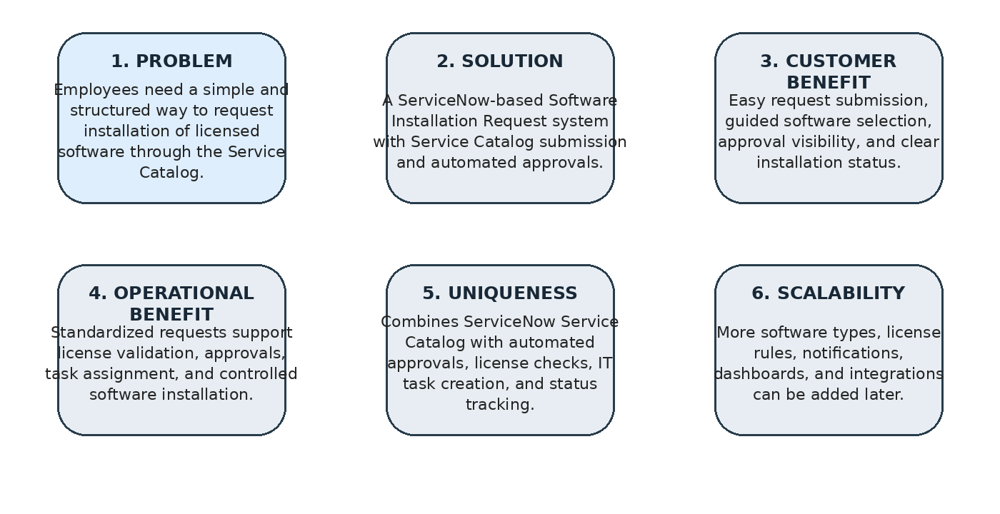 1. PROBLEM
Employees need a simple and
structured way to request
installation of licensed
software through the Service
Catalog.
2. SOLUTION
A ServiceNow-based Software
Installation Request system
with Service Catalog submission
and automated approvals.
3. CUSTOMER
BENEFIT
Easy request submission,
guided software selection,
approval visibility, and clear
installation status.
4. OPERATIONAL
BENEFIT
Standardized requests support
license validation, approvals,
task assignment, and controlled
software installation.
5. UNIQUENESS
Combines ServiceNow Service
Catalog with automated
approvals, license checks, IT
task creation, and status
tracking.
6. SCALABILITY
More software types, license
rules, notifications,
dashboards, and integrations
can be added later.